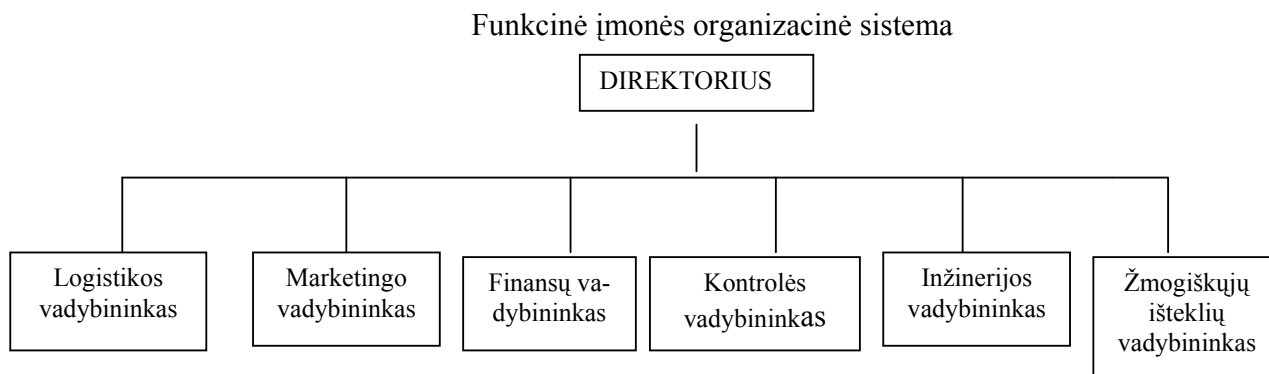 Funkcinė įmonės organizacinė sistema
DIREKTORIUS
Logistikos
vadybininkas
Marketingo
vadybininkas
Finansų va-
dybininkas
Kontrolės
vadybininkas
Inžinerijos
vadybininkas
Žmogiškųjų
išteklių
vadybininkas